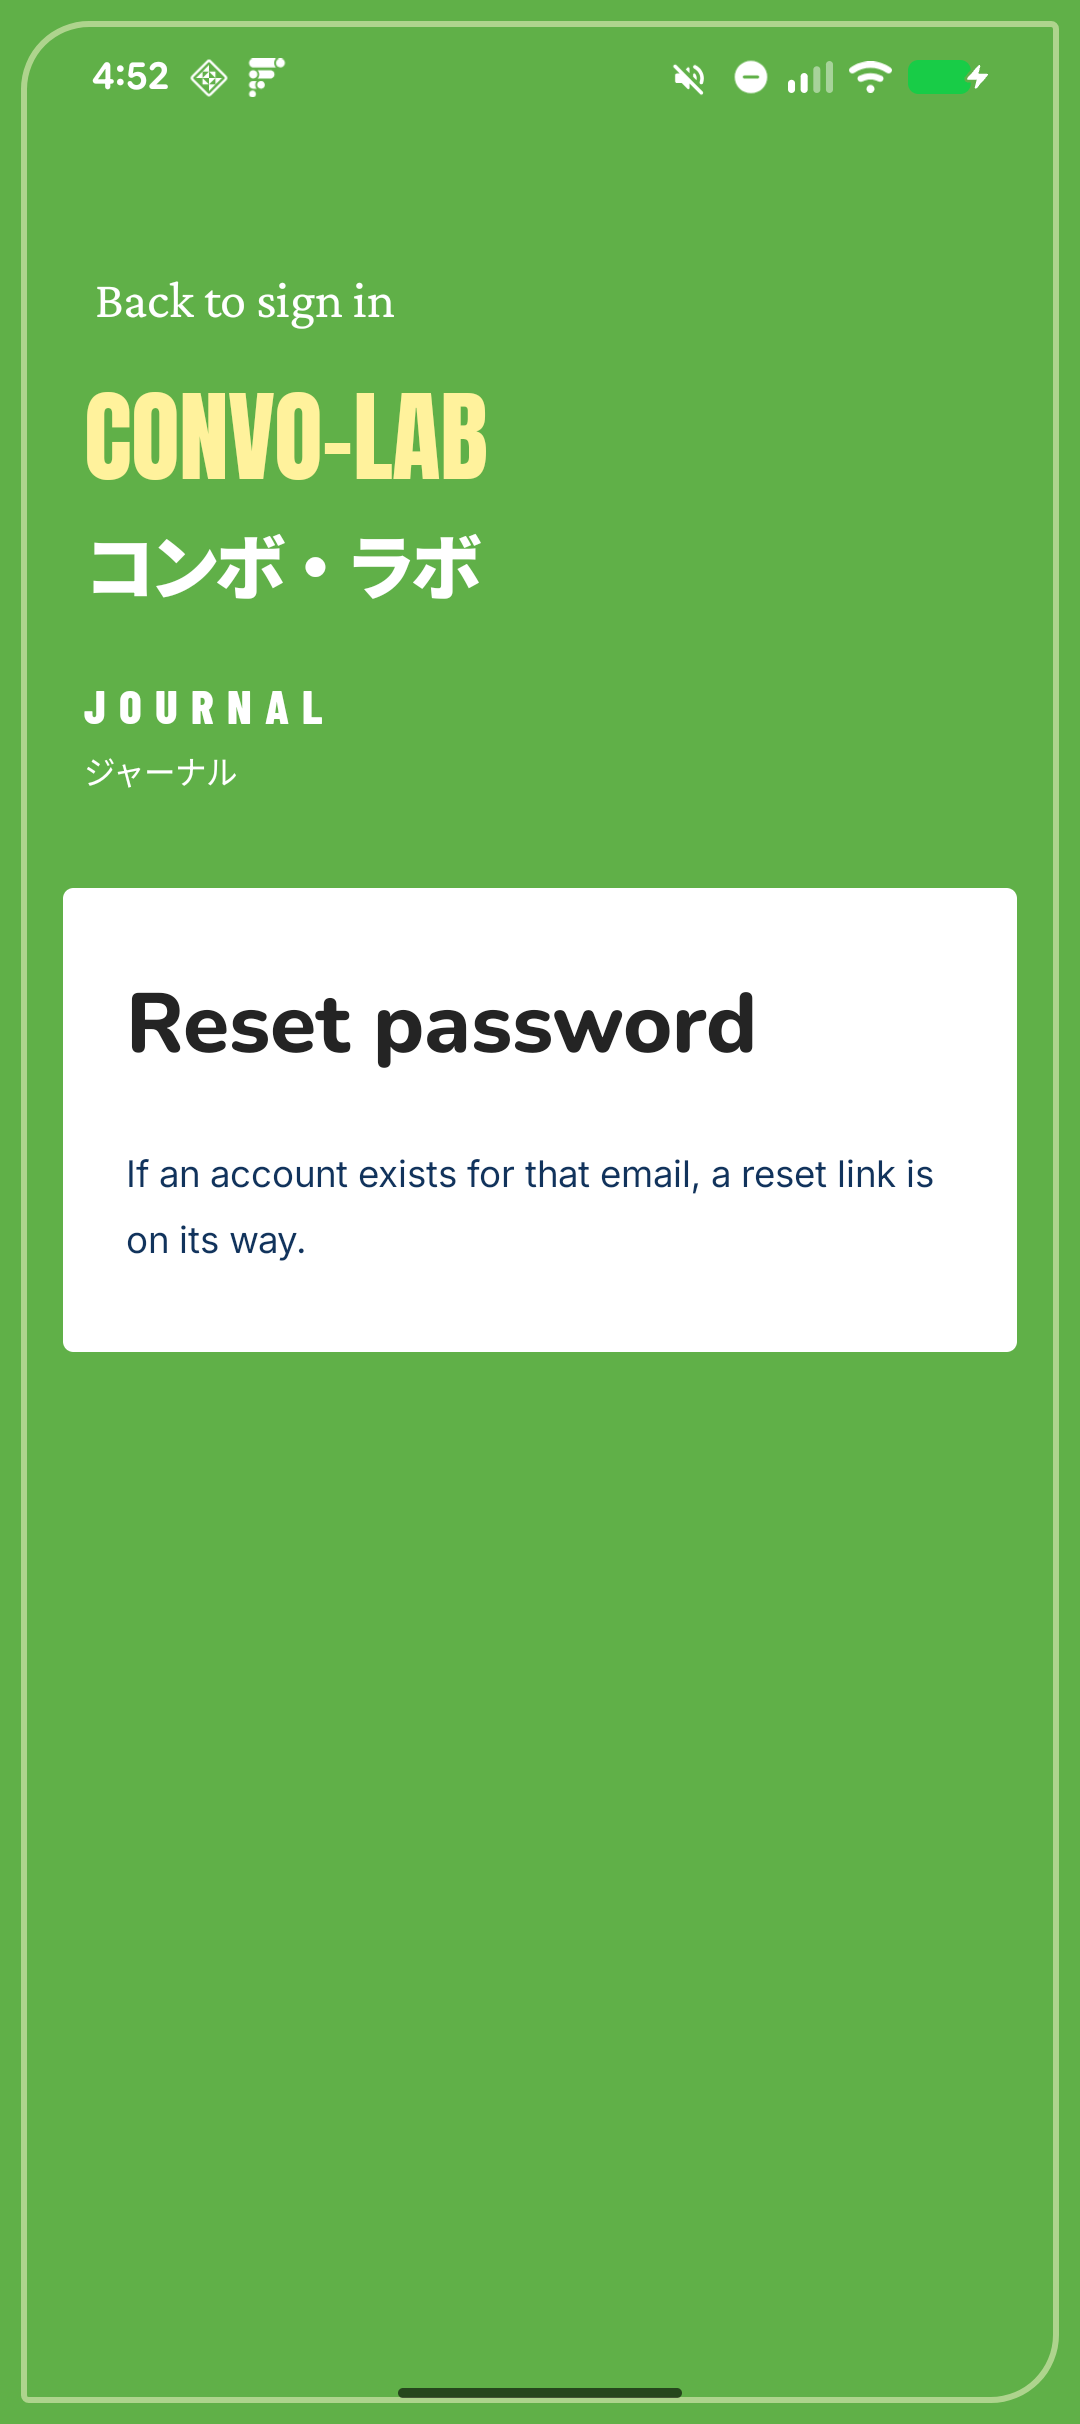 4:52
Back to sign in
CONVO-LAB
コンボ・ラボ
JOURNAL
ジャーナル
Reset password
If an account exists for that email, a reset link is
on its way.